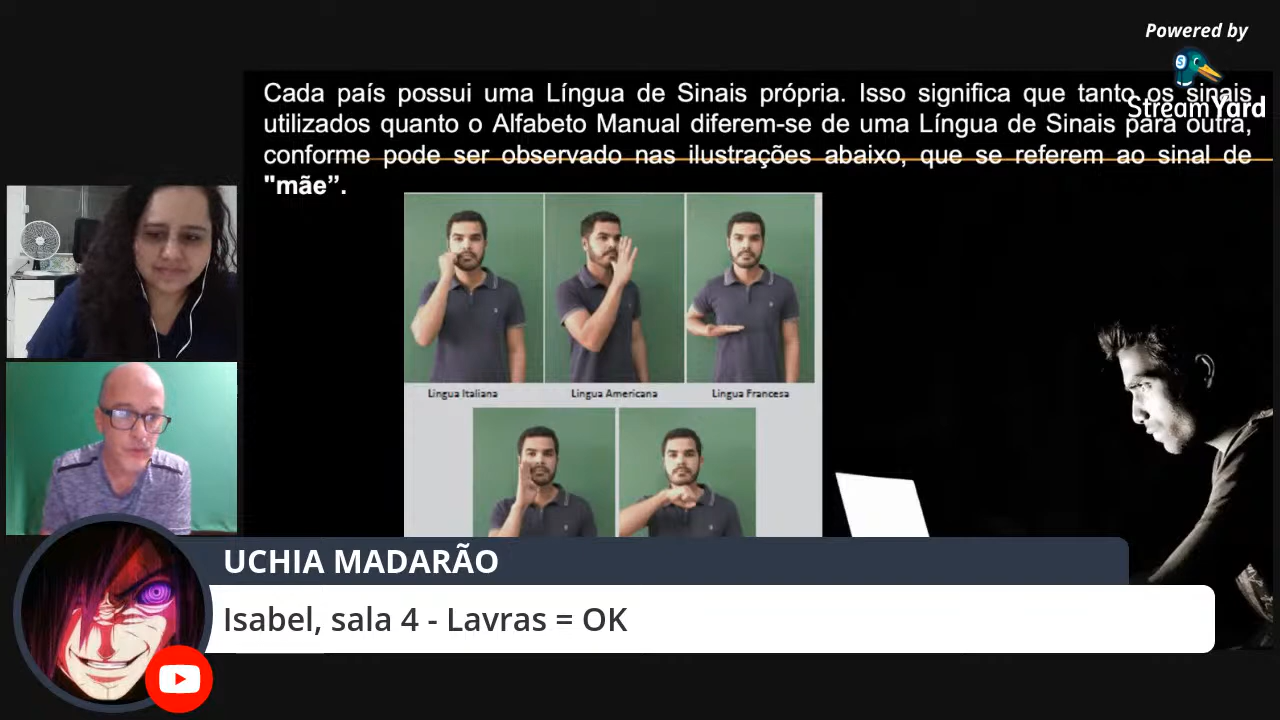 Powered by
StreamYard
Cada país possui uma Língua de Sinais própria. Isso significa que tanto os sinais
utilizados quanto o Alfabeto Manual diferem-se de uma Língua de Sinais para outra,
conforme pode ser observado nas ilustrações abaixo, que se referem ao sinal de
"mãe”.
Língua Italiana Língua Americana Língua Francesa
UCHIA MADARÃO
Isabel, sala 4 - Lavras = OK